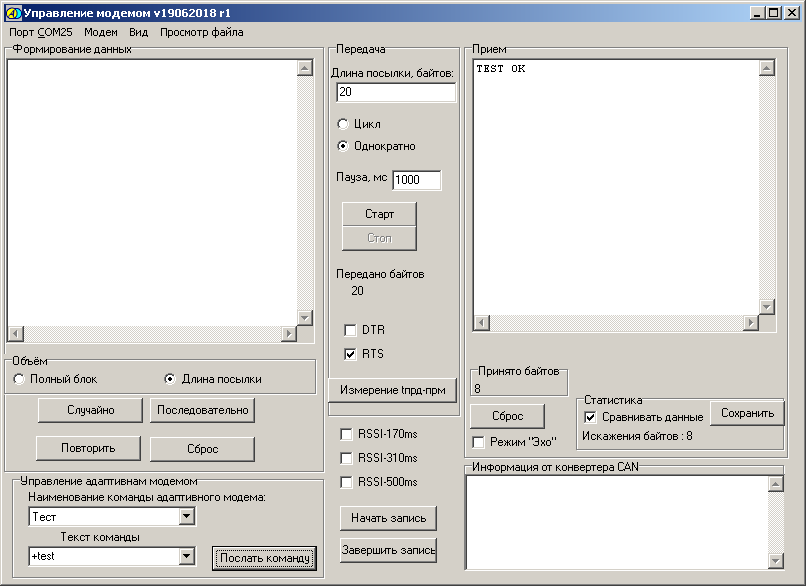 Управление модемом v19062018 r1
Порт COM25 Модем Вид Просмотр файла
Формирование данных
Объём
Полный блок Длина посылки
Случайно Последовательно
Повторить Сброс
Управление адаптивнам модемом
Наименование команды адаптивного модема:
Тест
Текст команды
+test
Послать команду
Передача
Длина посылки, байтов:
20
Цикл
Однократно
Пауза, мс 1000
Старт
Стоп
Передано байтов
20
DTR
RTS
Измерение tпрд-прм
RSSI-170ms
RSSI-310ms
RSSI-500ms
Начать запись
Завершить запись
Прием
TEST OK
Принято байтов
8
Сброс
Режим "Эхо"
Статистика
Сравнивать данные Сохранить
Искажения байтов : 8
Информация от конвертера CAN